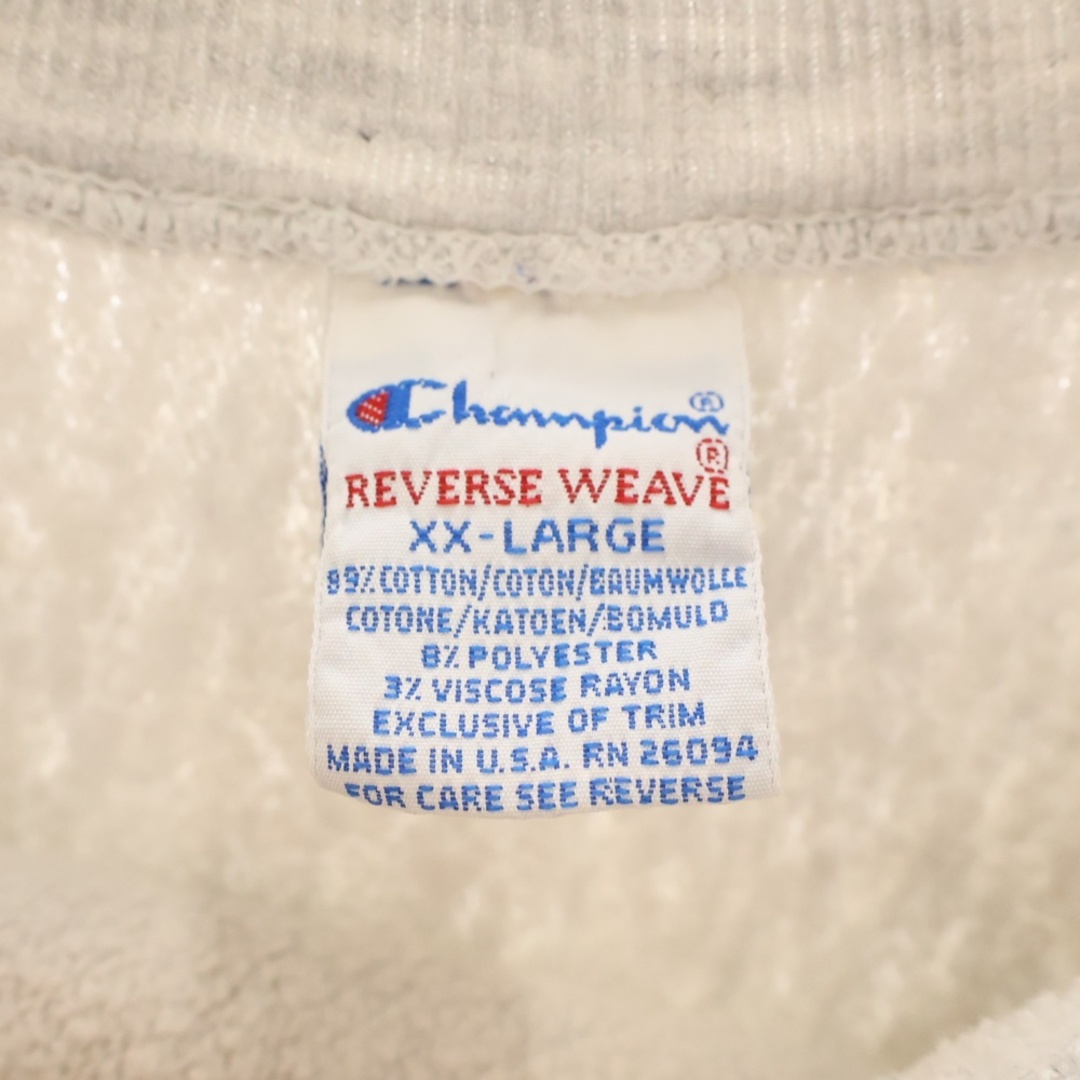 Champion®
REVERSE WEAVE®
XX-LARGE
89% COTTON/COTON/BAUMWOLLE
COTONE/KATOEN/BOMULD
8% POLYESTER
3% VISCOSE RAYON
EXCLUSIVE OF TRIM
MADE IN U.S.A. RN 26094
FOR CARE SEE REVERSE